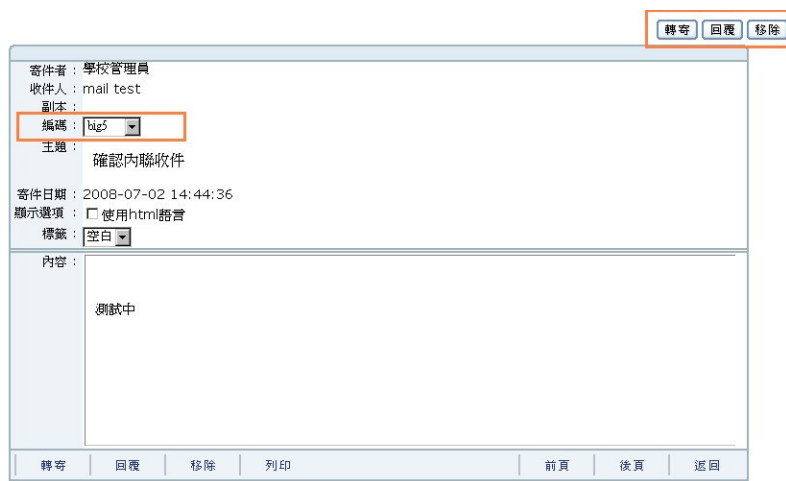 轉寄 回覆 移除
寄件者 : 學校管理員
收件人 : mail test
副本 :
編碼 : big5
主題 :
確認內聯收件
寄件日期 : 2008-07-02 14:44:36
顯示選項 : 使用html語言
標籤 : 空白
內容 :
測試中
轉寄 回覆 移除 列印 前頁 後頁 返回